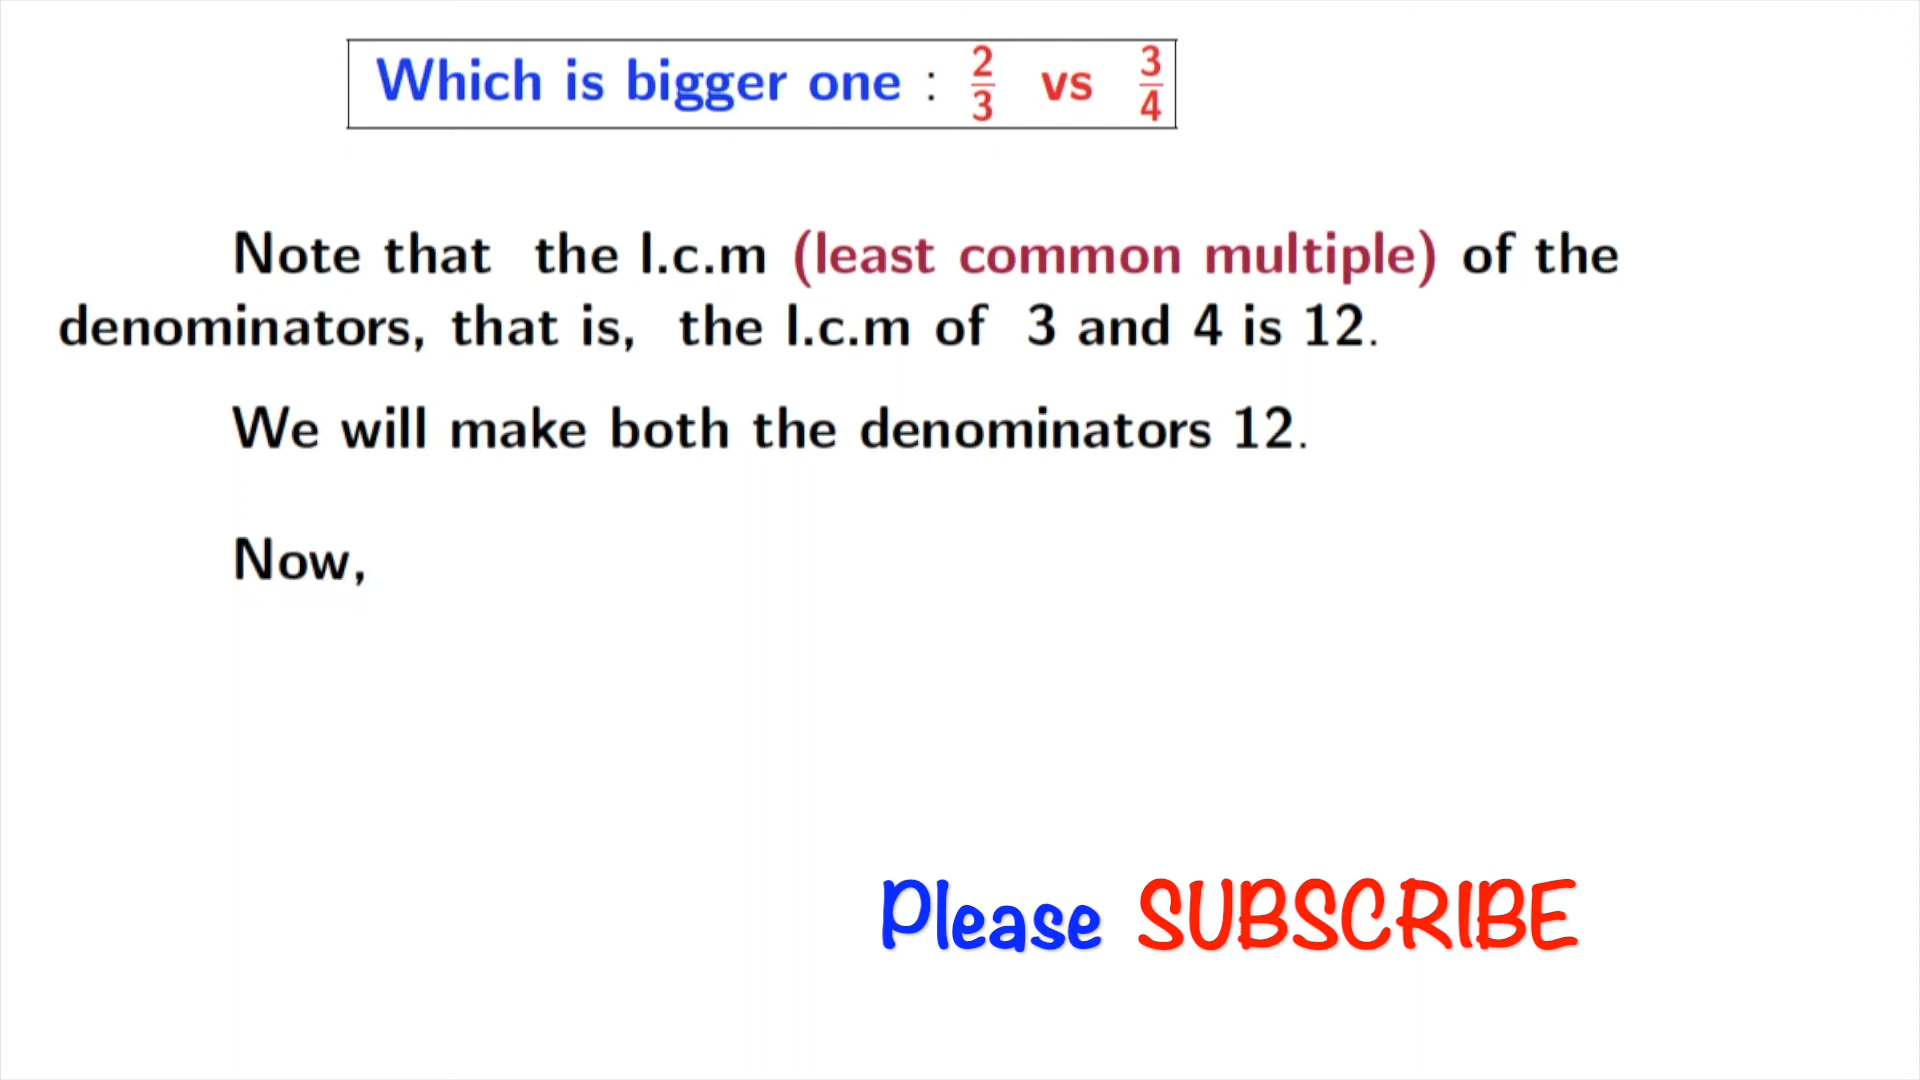 Which is bigger one : 2/3 vs 3/4
Note that the l.c.m (least common multiple) of the
denominators, that is, the l.c.m of 3 and 4 is 12.
We will make both the denominators 12.
Now,
Please SUBSCRIBE